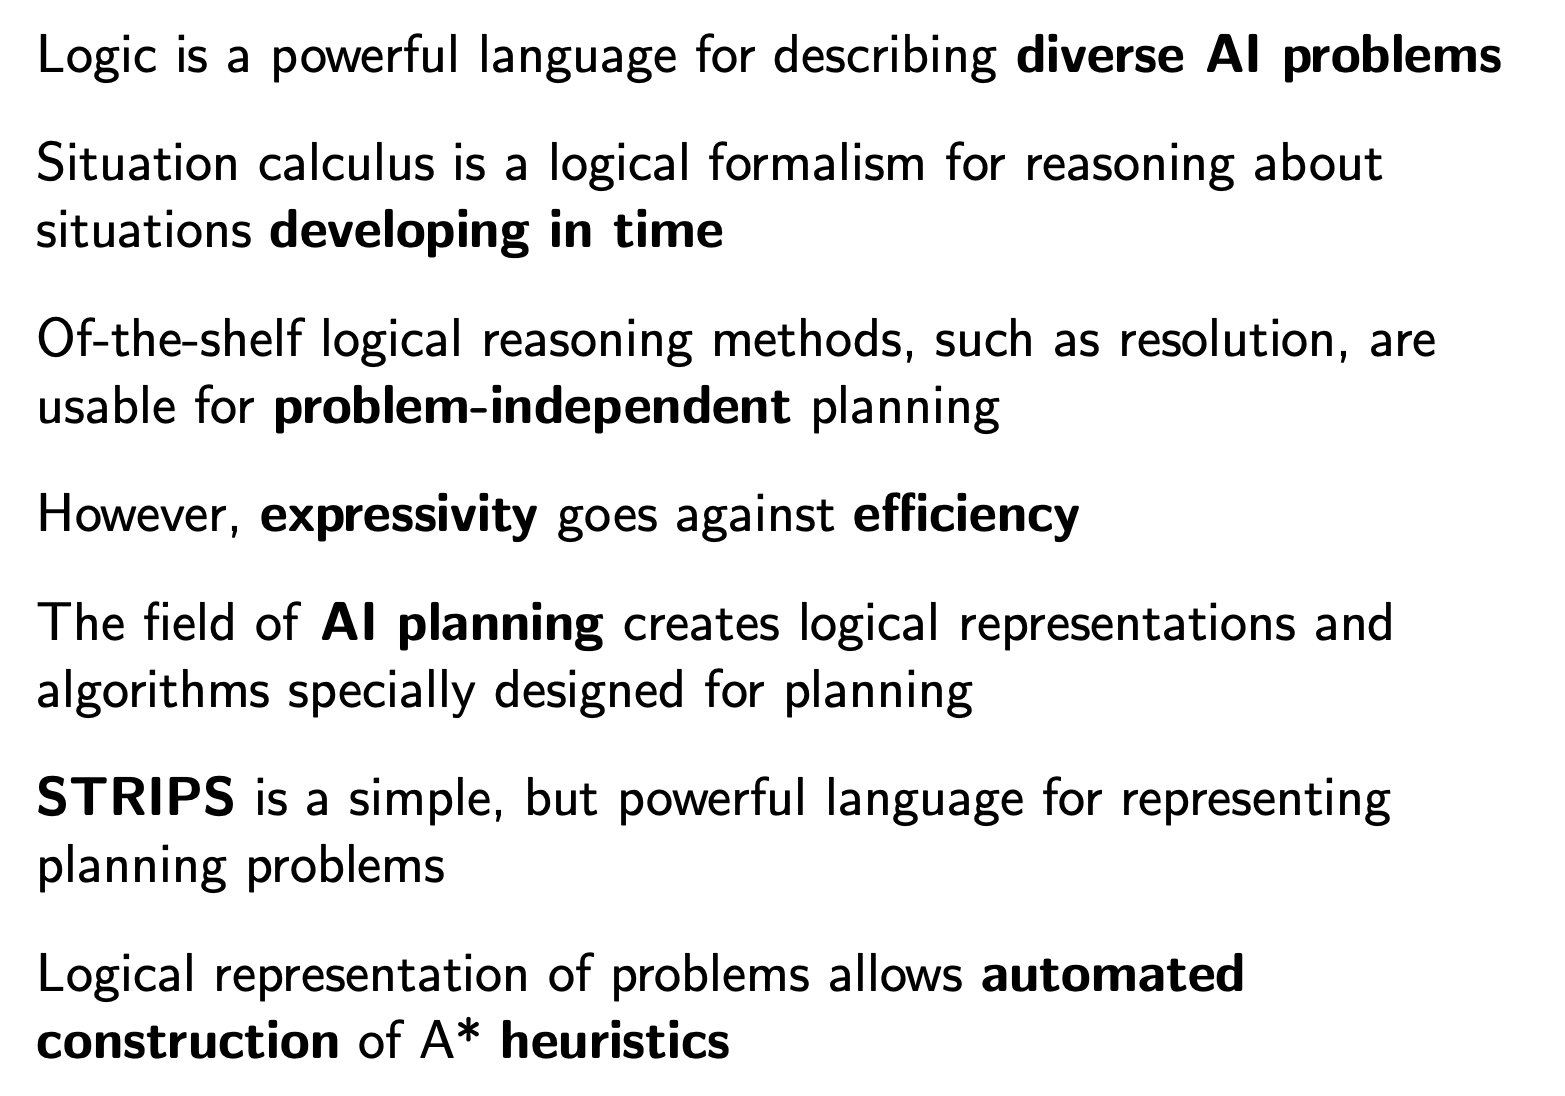 Logic is a powerful language for describing diverse AI problems
Situation calculus is a logical formalism for reasoning about
situations developing in time
Of-the-shelf logical reasoning methods, such as resolution, are
usable for problem-independent planning
However, expressivity goes against efficiency
The field of AI planning creates logical representations and
algorithms specially designed for planning
STRIPS is a simple, but powerful language for representing
planning problems
Logical representation of problems allows automated
construction of A* heuristics